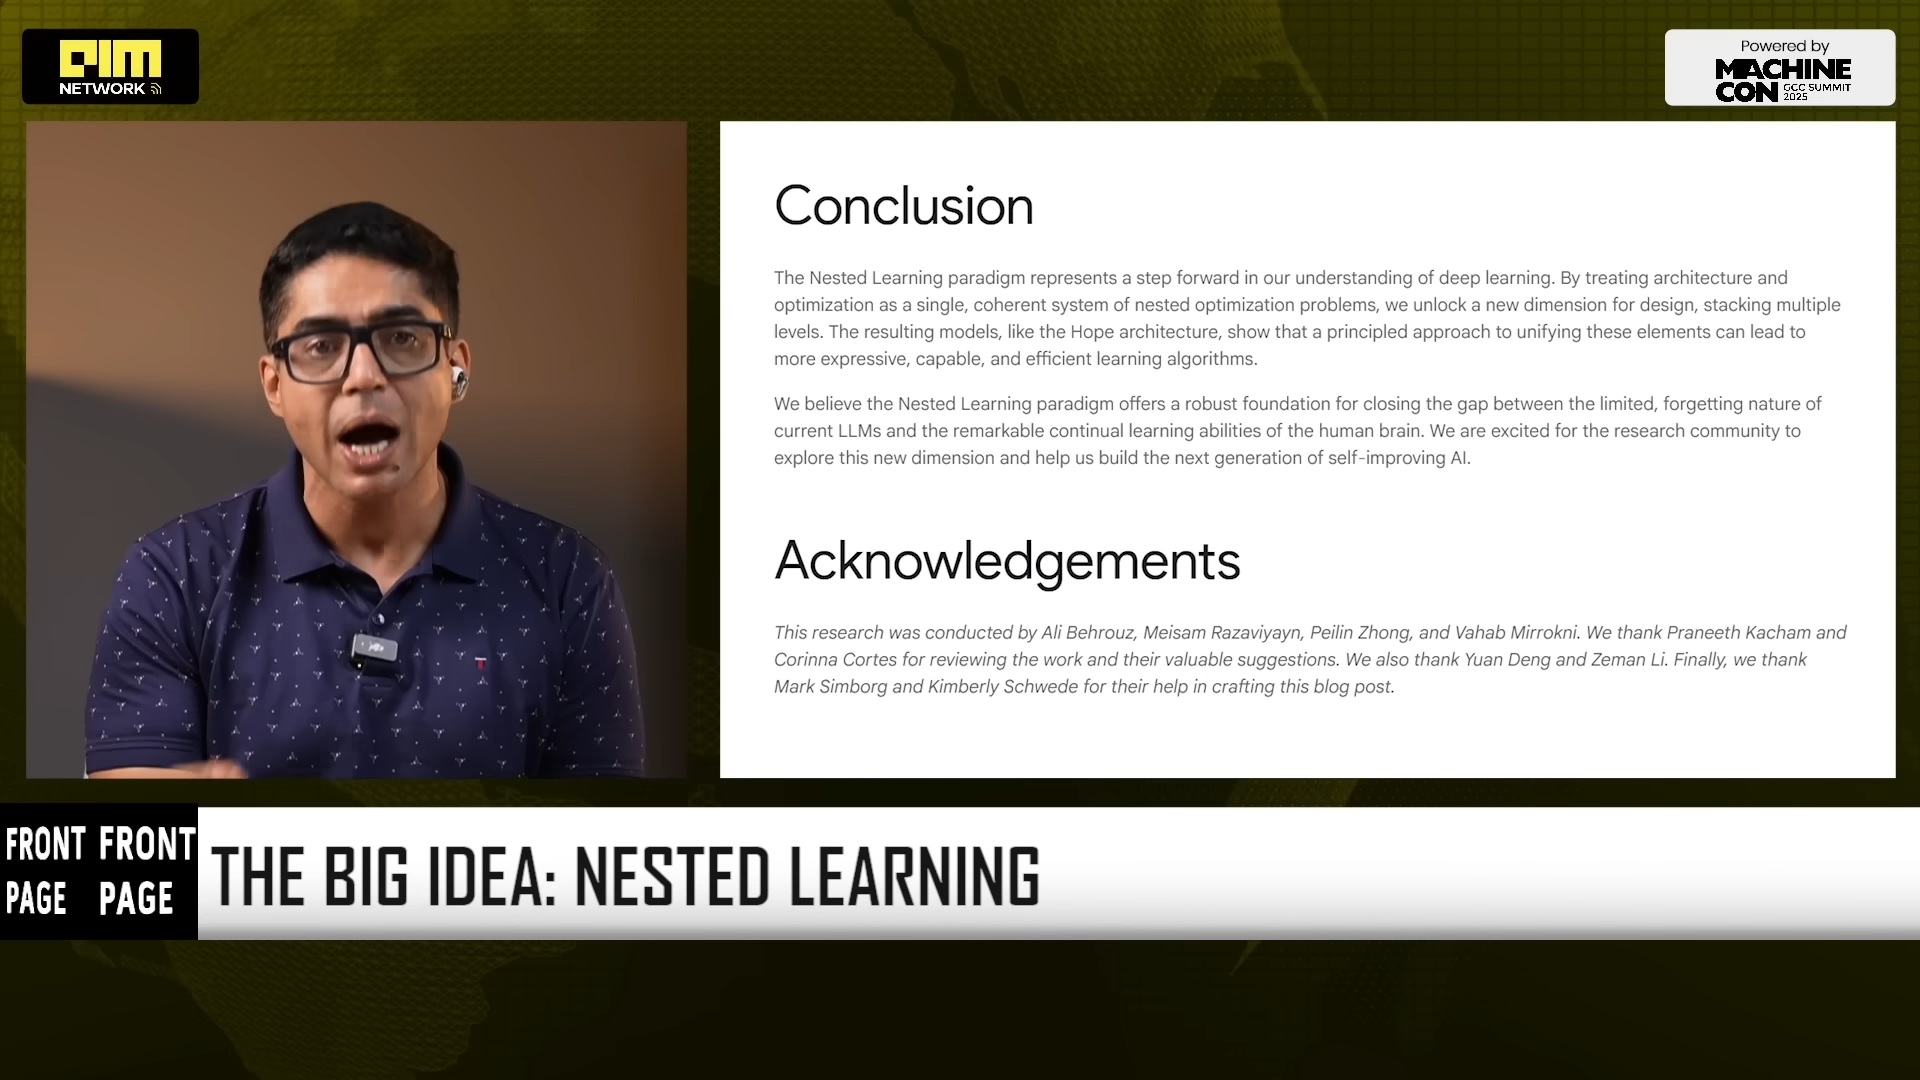 AIM
NETWORK
Powered by
MACHINE
CON GCC SUMMIT
2025
Conclusion
The Nested Learning paradigm represents a step forward in our understanding of deep learning. By treating architecture and
optimization as a single, coherent system of nested optimization problems, we unlock a new dimension for design, stacking multiple
levels. The resulting models, like the Hope architecture, show that a principled approach to unifying these elements can lead to
more expressive, capable, and efficient learning algorithms.
We believe the Nested Learning paradigm offers a robust foundation for closing the gap between the limited, forgetting nature of
current LLMs and the remarkable continual learning abilities of the human brain. We are excited for the research community to
explore this new dimension and help us build the next generation of self-improving AI.
Acknowledgements
This research was conducted by Ali Behrouz, Meisam Razaviyayn, Peilin Zhong, and Vahab Mirrokni. We thank Praneeth Kacham and
Corinna Cortes for reviewing the work and their valuable suggestions. We also thank Yuan Deng and Zeman Li. Finally, we thank
Mark Simborg and Kimberly Schwede for their help in crafting this blog post.
FRONT FRONT
PAGE PAGE
THE BIG IDEA: NESTED LEARNING